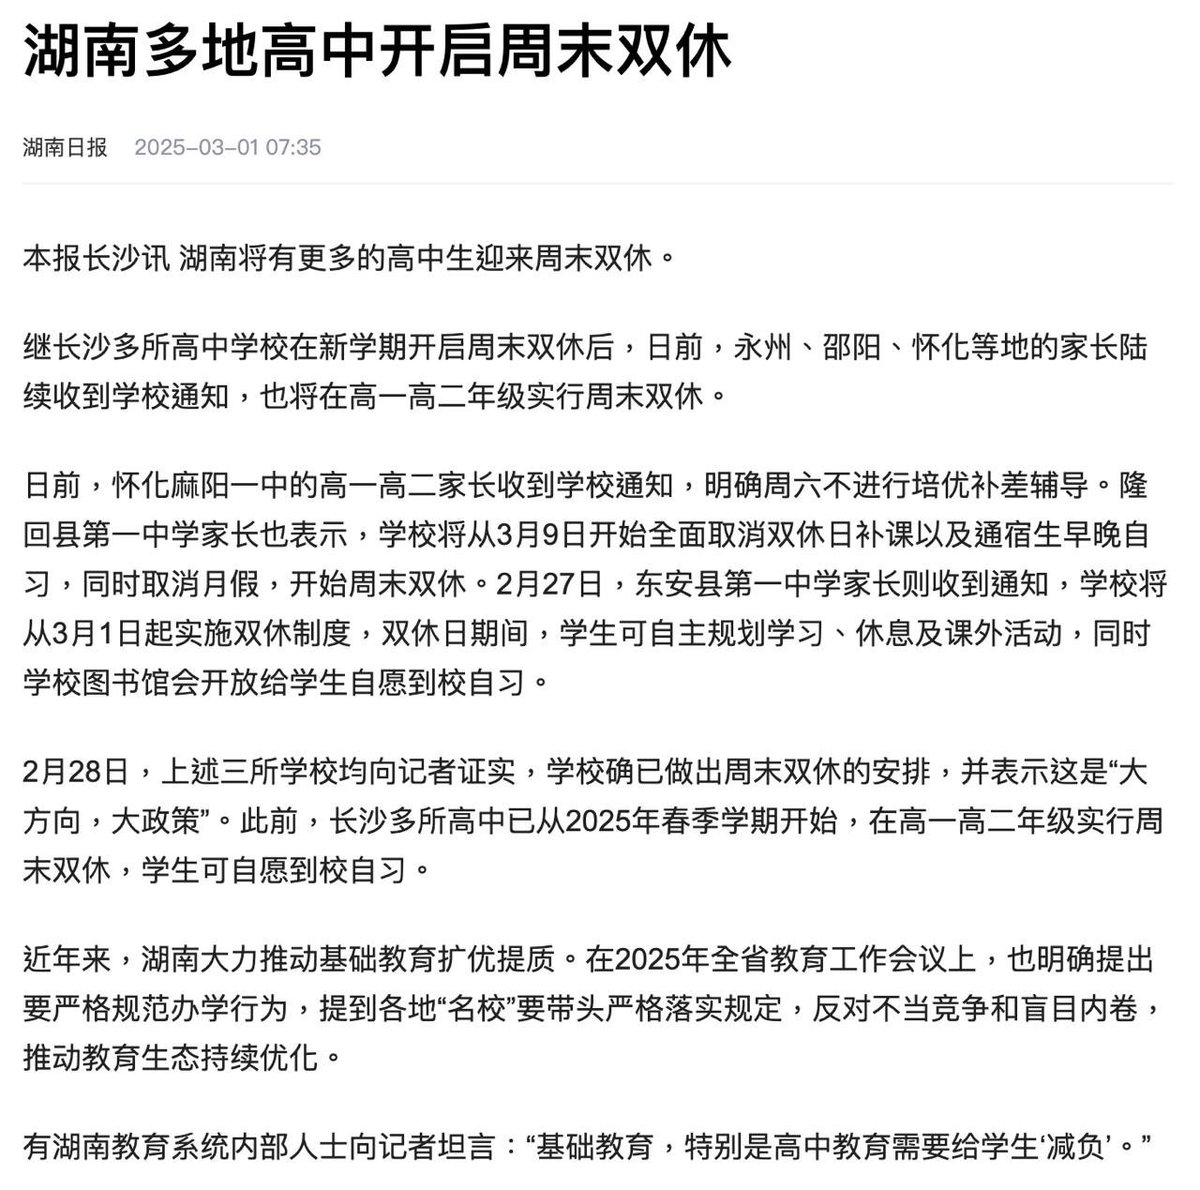 湖南多地高中开启周末双休
湖南日报 2025-03-01 07:35
本报长沙讯 湖南将有更多的高中生迎来周末双休。
继长沙多所高中学校在新学期开启周末双休后，日前，永州、邵阳、怀化等地的家长陆
续收到学校通知，也将在高一高二年级实行周末双休。
日前，怀化麻阳一中的高一高二家长收到学校通知，明确周六不进行培优补差辅导。隆
回县第一中学家长也表示，学校将从3月9日开始全面取消双休日补课以及通宿生早晚自
习，同时取消月假，开始周末双休。2月27日，东安县第一中学家长则收到通知，学校将
从3月1日起实施双休制度，双休日期间，学生可自主规划学习、休息及课外活动，同时
学校图书馆会开放给学生自愿到校自习。
2月28日，上述三所学校均向记者证实，学校确已做出周末双休的安排，并表示这是“大
方向，大政策”。此前，长沙多所高中已从2025年春季学期开始，在高一高二年级实行周
末双休，学生可自愿到校自习。
近年来，湖南大力推动基础教育扩优提质。在2025年全省教育工作会议上，也明确提出
要严格规范办学行为，提到各地“名校”要带头严格落实规定，反对不当竞争和盲目内卷，
推动教育生态持续优化。
有湖南教育系统内部人士向记者坦言：“基础教育，特别是高中教育需要给学生‘减负’。”